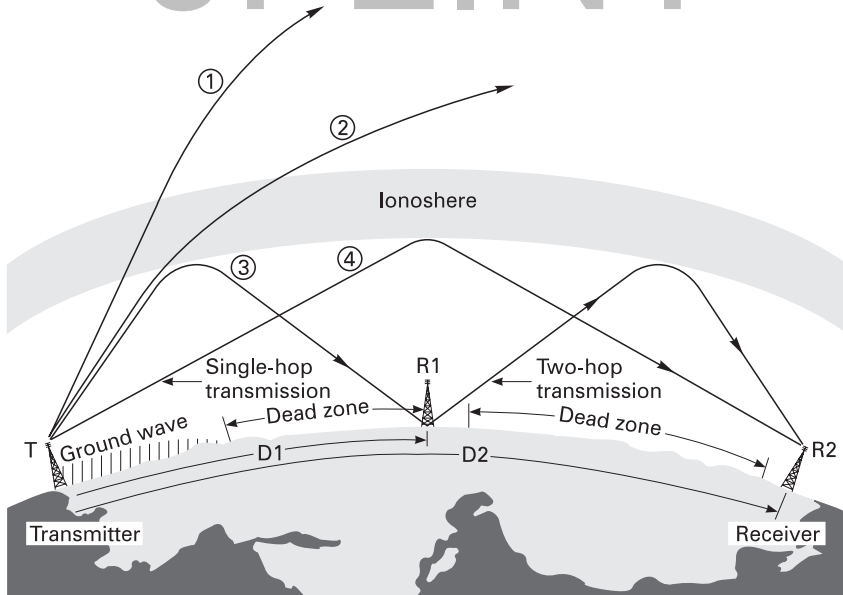 ①
②
Ionoshere
③
④
Single-hop
transmission
R1
Two-hop
transmission
Dead zone
Dead zone
Ground wave
T
D1
D2
R2
Transmitter
Receiver